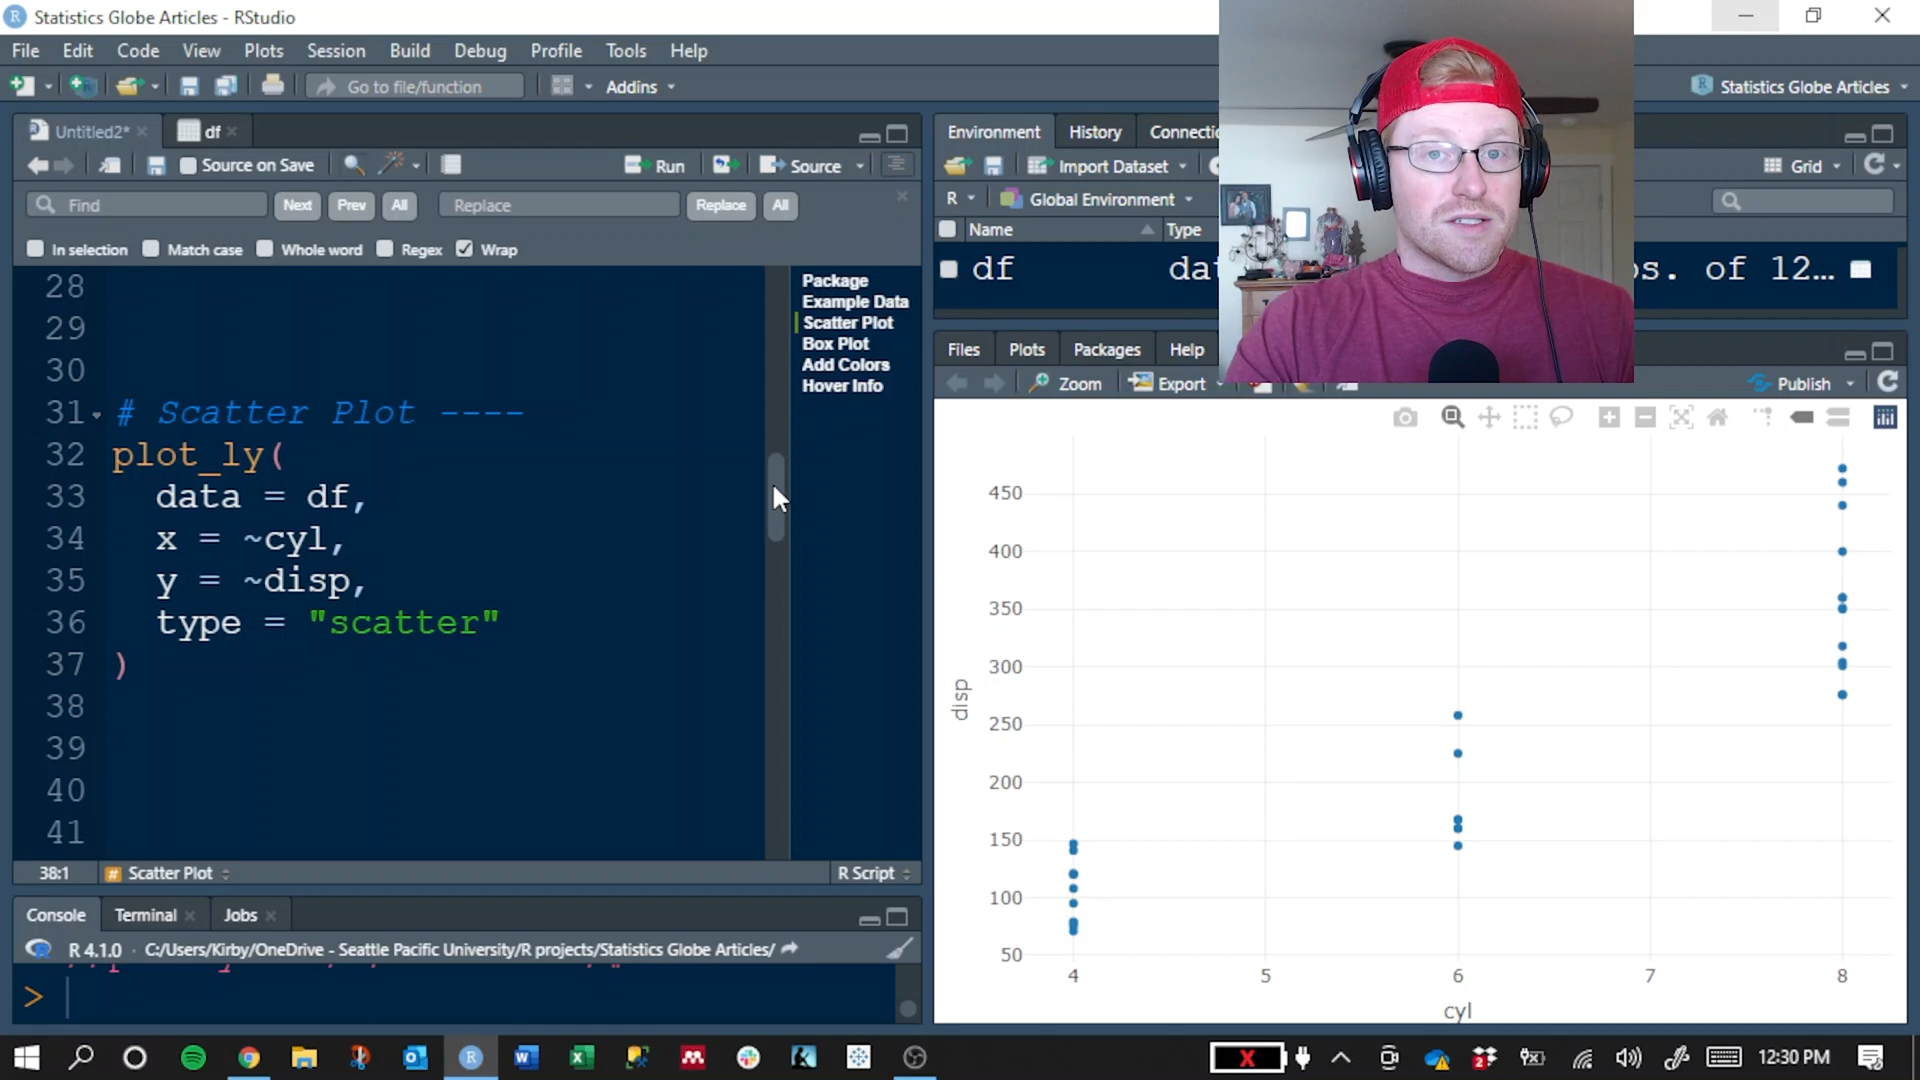 Statistics Globe Articles - RStudio
File Edit Code View Plots Session Build Debug Profile Tools Help
Go to file/function Addins
Statistics Globe Articles
Untitled2* df
Source on Save Run Source
Find Next Prev All Replace Replace All
In selection Match case Whole word Regex Wrap
28
29
30
31 # Scatter Plot ----
32 plot_ly(
33 data = df,
34 x = ~cyl,
35 y = ~disp,
36 type = "scatter"
37 )
38
39
40
41
Package
Example Data
Scatter Plot
Box Plot
Add Colors
Hover Info
38:1 Scatter Plot R Script
Console Terminal Jobs
R 4.1.0 · C:/Users/Kirby/OneDrive - Seattle Pacific University/R projects/Statistics Globe Articles/
>
Environment History Connectio
Import Dataset Grid
R Global Environment
Name Type
df dat bs. of 12…
Files Plots Packages Help
Zoom Export Publish
450
400
350
300
250
200
150
100
50
disp
4 5 6 7 8
cyl
12:30 PM